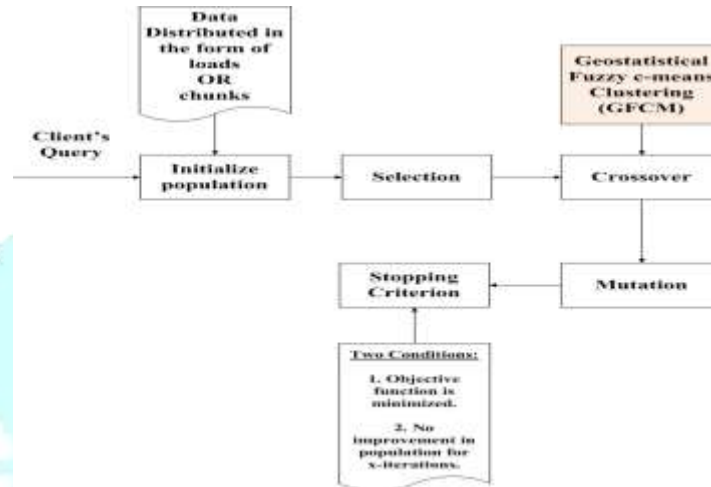 Data
Distributed in
the form of
loads
OR
chunks
Geostatistical
Fuzzy c-means
Clustering
(GFCM)
Client's
Query
Initialize
population
Selection
Crossover
Stopping
Criterion
Mutation
Two Conditions:
1. Objective
function is
minimized.
2. No
improvement in
population for
x-iterations.